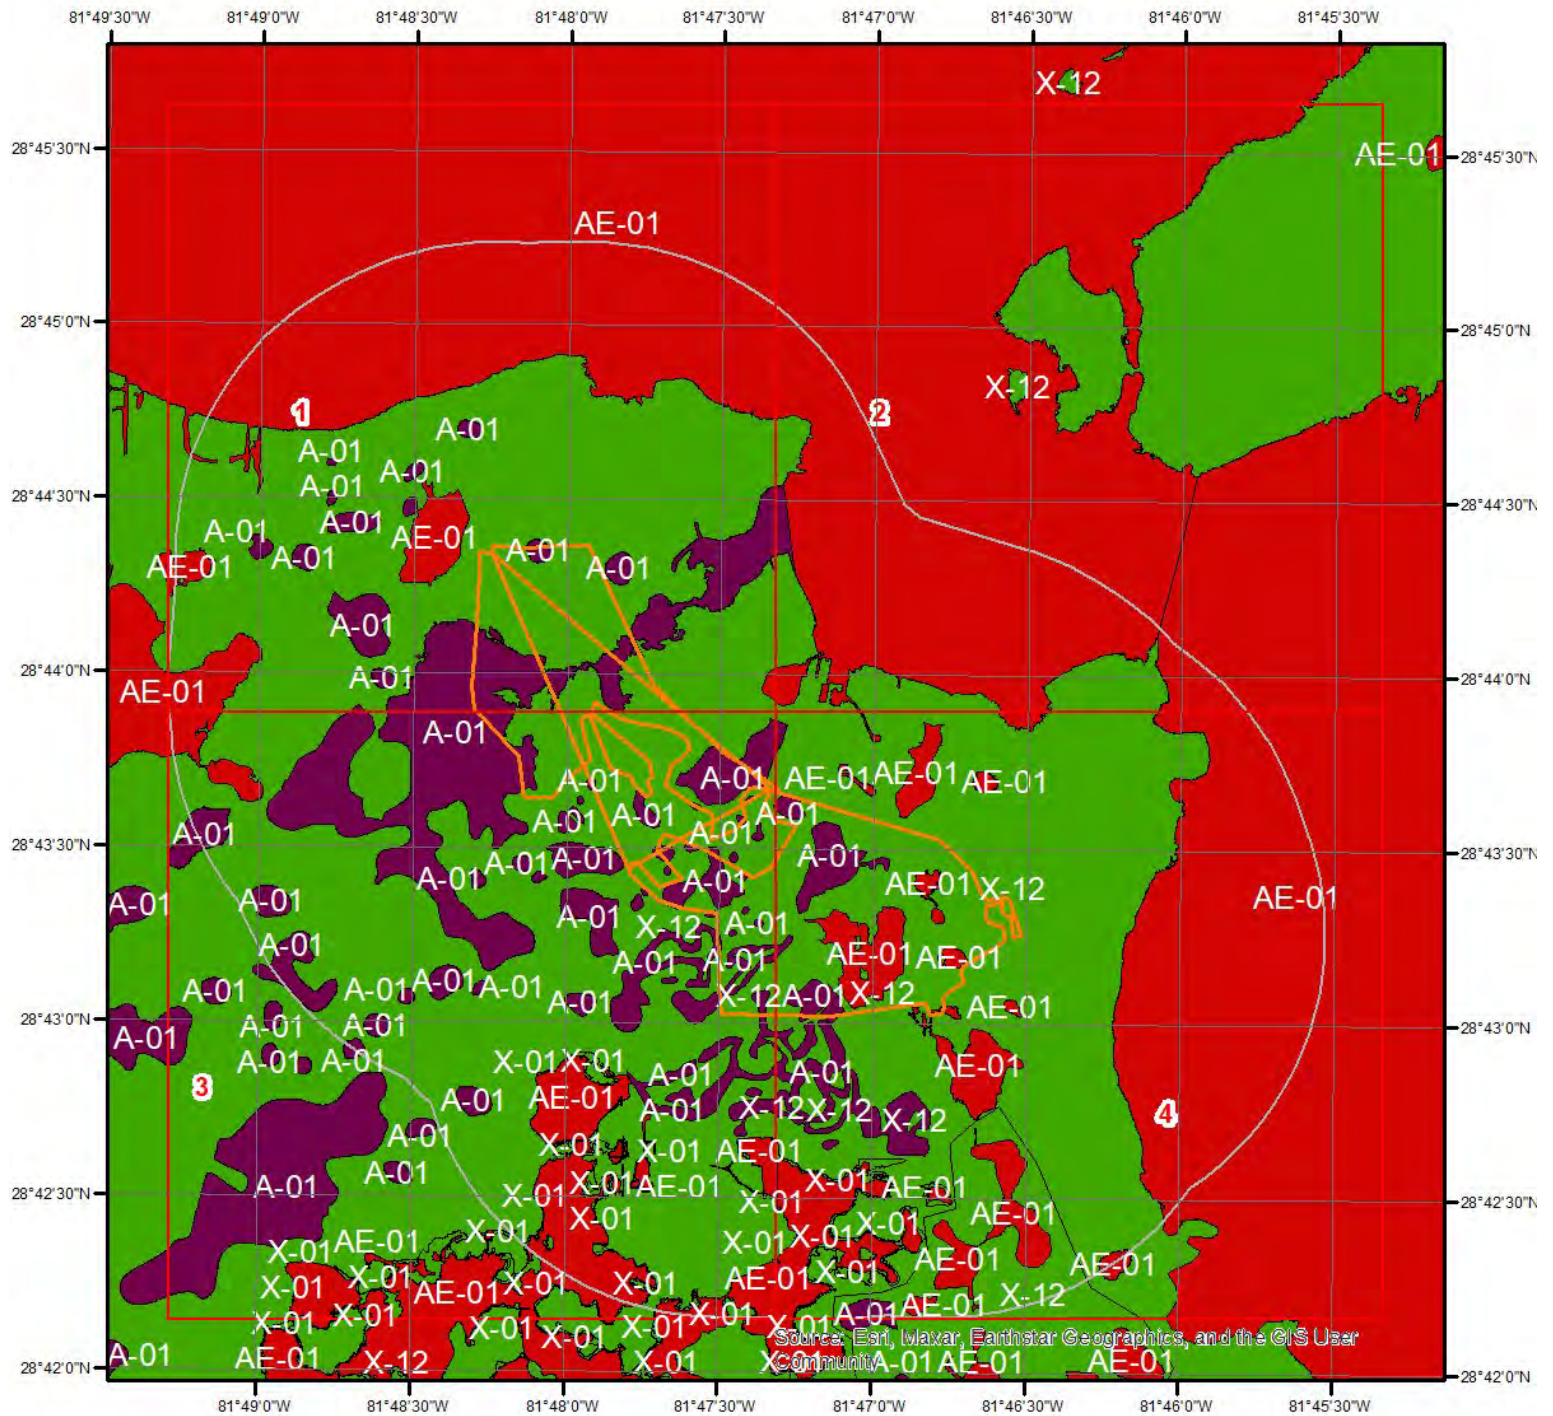 81°49'30"W 81°49'0"W 81°48'30"W 81°48'0"W 81°47'30"W 81°47'0"W 81°46'30"W 81°46'0"W 81°45'30"W
X-12
28°45'30"N AE-01 28°45'30"N
AE-01
28°45'0"N 28°45'0"N
X-12
1 2
A-01
A-01
A-01
A-01
28°44'30"N 28°44'30"N
A-01
A-01 AE-01
A-01 A-01
AE-01 A-01
A-01
A-01
28°44'0"N AE-01 28°44'0"N
A-01
A-01 A-01 AE-01 AE-01 AE-01
A-01 A-01 A-01
A-01 A-01
28°43'30"N A-01 A-01 A-01 28°43'30"N
A-01 A-01 AE-01 X-12
A-01 A-01 AE-01
A-01 X-12 A-01
A-01
A-01 A-01 AE-01 AE-01
A-01 A-01 A-01 A-01
A-01 X-12 A-01 X-12
AE-01
28°43'0"N A-01 A-01 A-01 28°43'0"N
A-01 A-01 X-01 X-01 AE-01
A-01 A-01
3
A-01 AE-01
A-01 X-12 X-12 X-12
4
A-01
X-01 X-01 AE-01
A-01 X-01
28°42'30"N A-01 X-01 AE-01 AE-01 28°42'30"N
X-01 X-01
X-01 X-01 AE-01
X-01 AE-01 X-01 X-01
X-01 AE-01 AE-01
X-01 X-01 X-01 X-01 AE-01 X-01
AE-01 X-12
X-01 X-01 X-01 A-01 AE-01
X-01 X-01 X-01 X-01
Source: Esri, Maxar, Earthstar Geographics, and the GIS User
Community
28°42'0"N A-01 AE-01 X-12 X-01 A-01 AE-01 AE-01 28°42'0"N
81°49'0"W 81°48'30"W 81°48'0"W 81°47'30"W 81°47'0"W 81°46'30"W 81°46'0"W 81°45'30"W